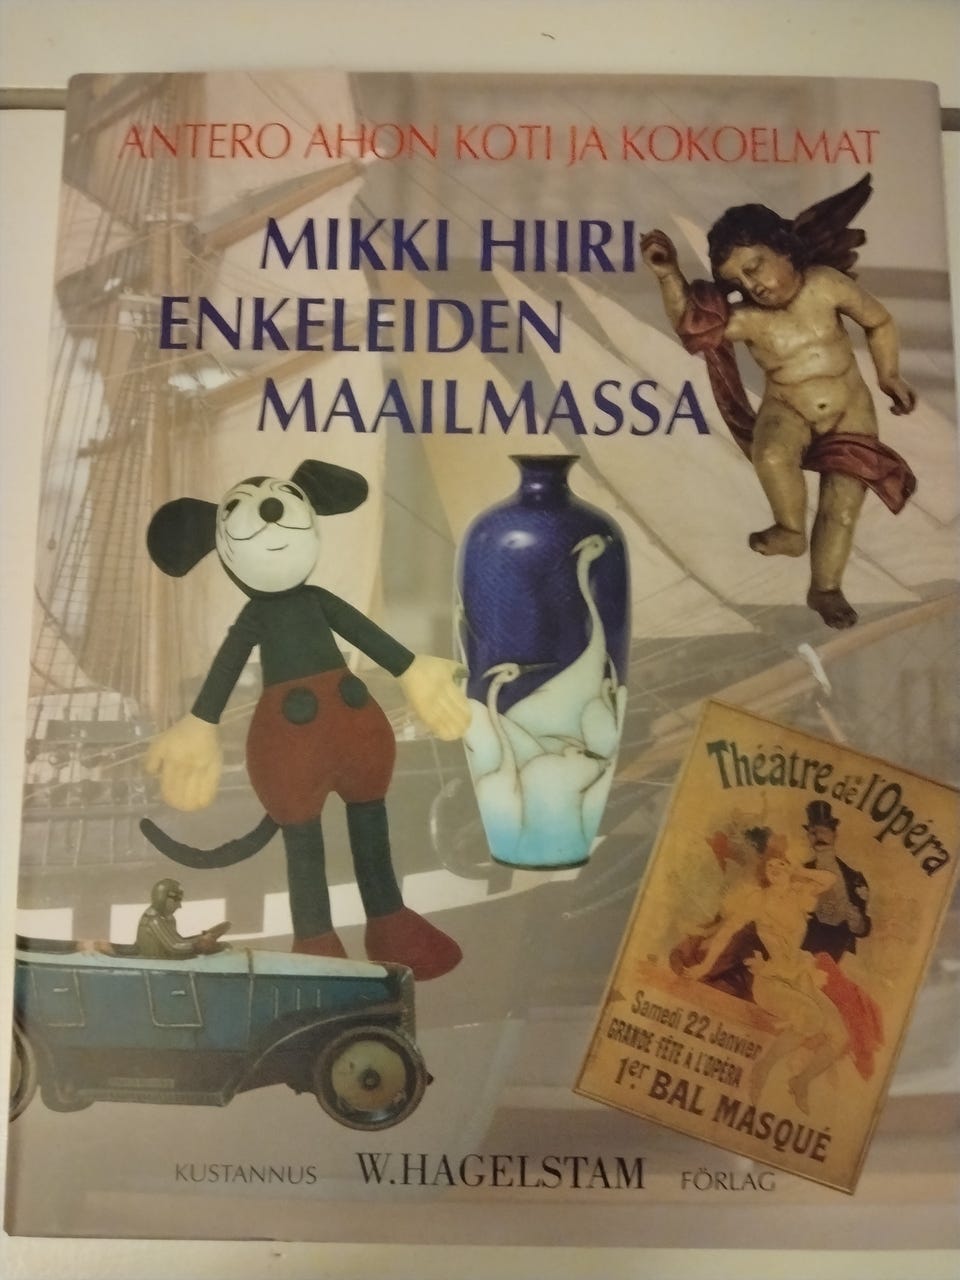 ANTERO AHON KOTI JA KOKOELMAT
MIKKI HIIRI
ENKELEIDEN
MAAILMASSA
Théâtre de l'Opéra
Samedi 22 Janvier
GRANDE FÊTE A L'OPÉRA
1er BAL MASQUÉ
KUSTANNUS W.HAGELSTAM FÖRLAG